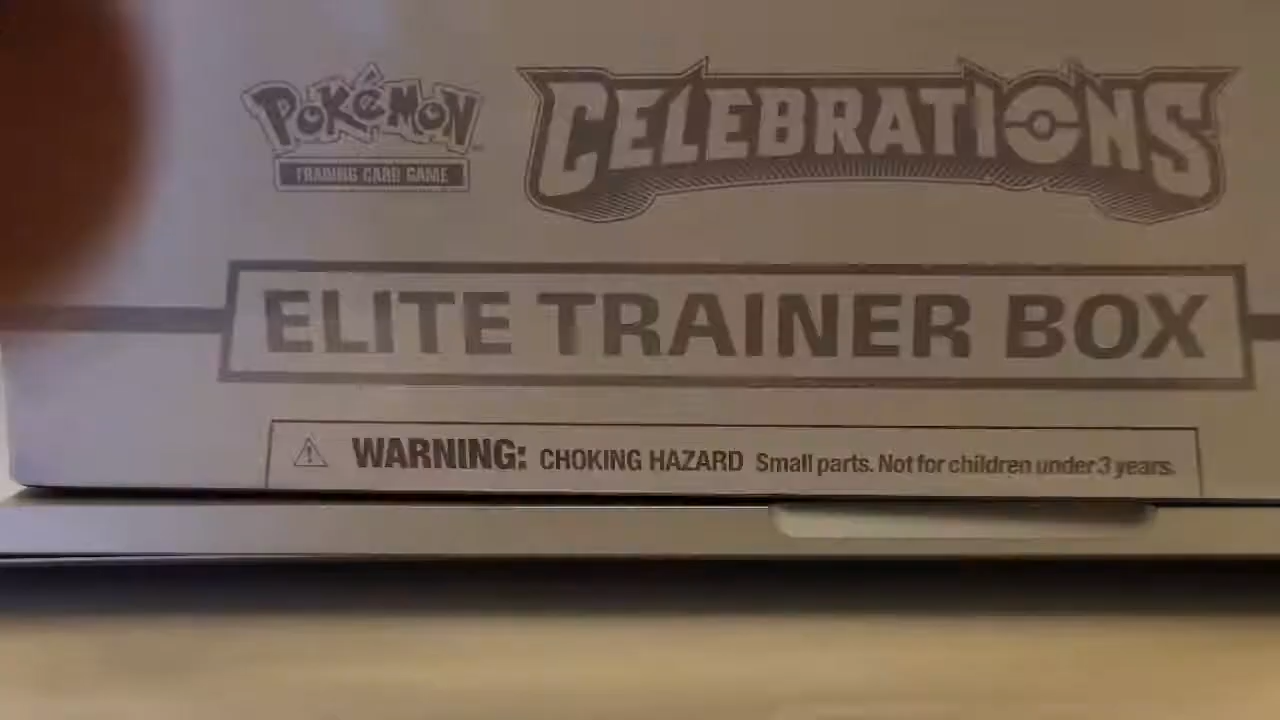 Pokémon
TRADING CARD GAME
CELEBRATIONS
ELITE TRAINER BOX
WARNING: CHOKING HAZARD Small parts. Not for children under 3 years.